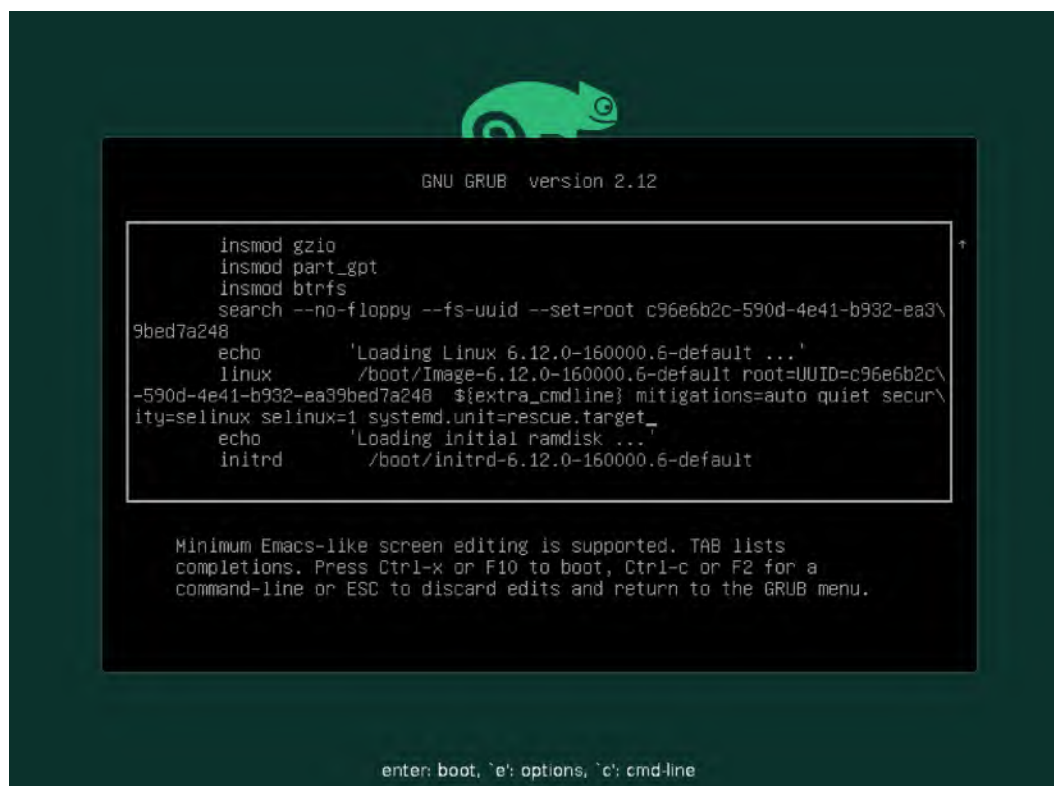 GNU GRUB  version 2.12
insmod gzio
insmod part_gpt
insmod btrfs
search --no-floppy --fs-uuid --set=root c96e6b2c-590d-4e41-b932-ea3\
9bed7a248
echo 'Loading Linux 6.12.0-160000.6-default ...'
linux /boot/Image-6.12.0-160000.6-default root=UUID=c96e6b2c\
-590d-4e41-b932-ea39bed7a248 ${extra_cmdline} mitigations=auto quiet secur\
ity=selinux selinux=1 systemd.unit=rescue.target_
echo 'Loading initial ramdisk ...'
initrd /boot/initrd-6.12.0-160000.6-default
Minimum Emacs-like screen editing is supported. TAB lists
completions. Press Ctrl-x or F10 to boot, Ctrl-c or F2 for a
command-line or ESC to discard edits and return to the GRUB menu.
enter: boot, `e': options, `c': cmd-line